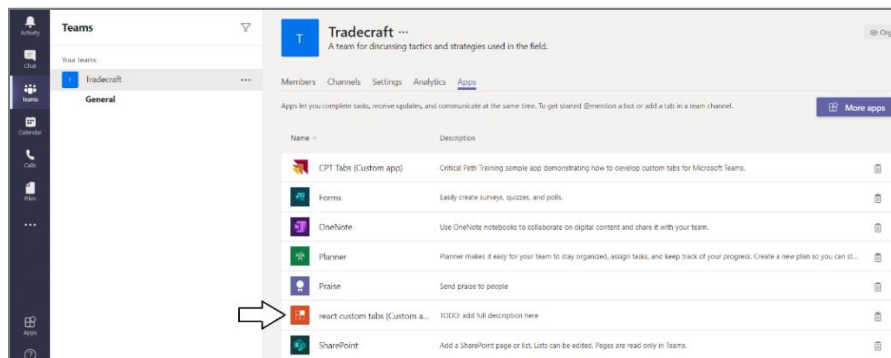 Activity
Chat
Teams
Calendar
Calls
Files
Apps
Teams
Your teams
T Tradecraft
General
T
Tradecraft
A team for discussing tactics and strategies used in the field.
Org
Members Channels Settings Analytics Apps
Apps let you complete tasks, receive updates, and communicate at the same time. To get started @mention a bot or add a tab in a team channel.
More apps
Name Description
CPT Tabs (Custom app) Critical Path Training sample app demonstrating how to develop custom tabs for Microsoft Teams.
Forms Easily create surveys, quizzes, and polls.
OneNote Use OneNote notebooks to collaborate on digital content and share it with your team.
Planner Planner makes it easy for your team to stay organized, assign tasks, and keep track of your progress. Create a new plan so you can st...
Praise Send praise to people
react custom tabs (Custom a... TODO: add full description here
SharePoint Add a SharePoint page or list. Lists can be edited. Pages are read only in Teams.